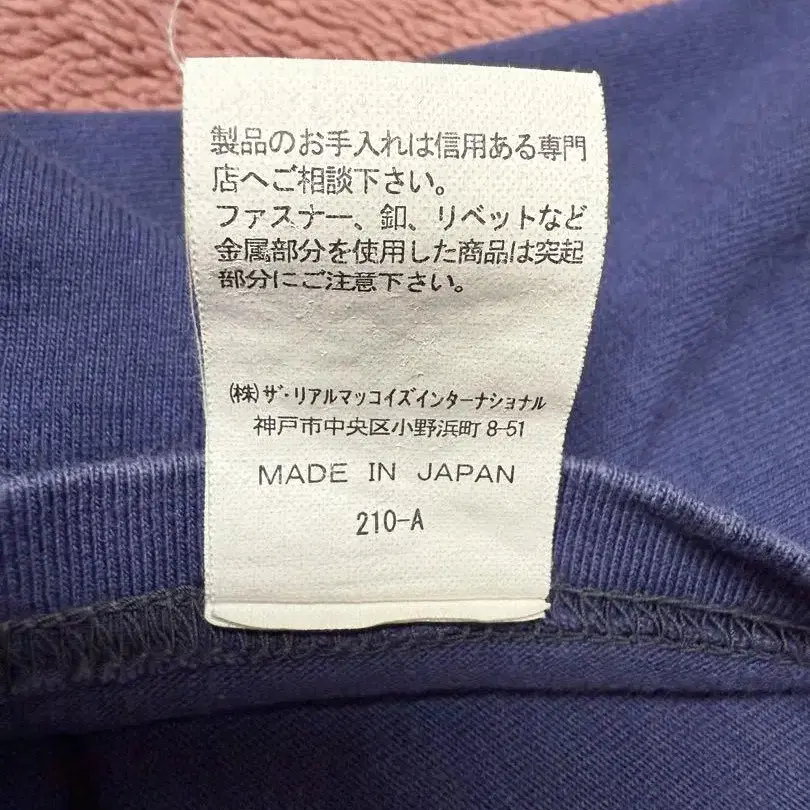 製品のお手入れは信用ある専門
店へご相談下さい。
ファスナー、釦、リベットなど
金属部分を使用した商品は突起
部分にご注意下さい。
(株)ザ・リアルマッコイズインターナショナル
神戸市中央区小野浜町 8-51
MADE IN JAPAN
210-A